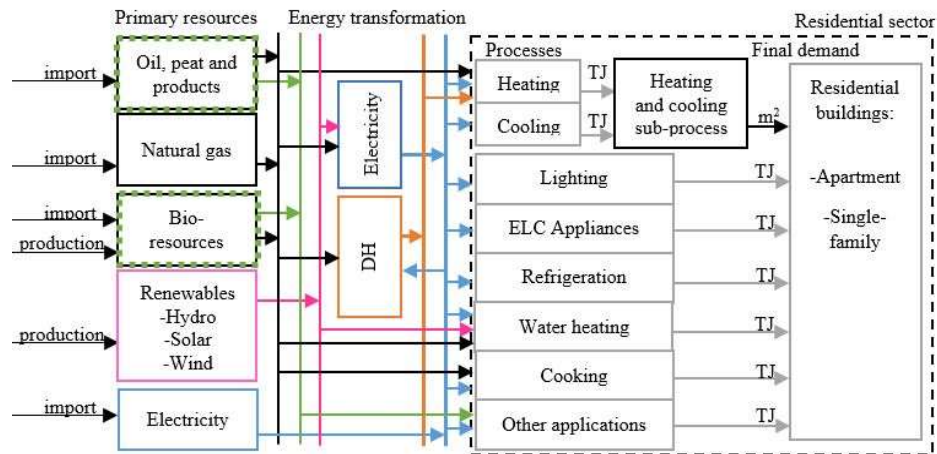 Primary resources
Energy transformation
Residential sector
Processes
Final demand
import
Oil, peat and
products
import
Natural gas
import
production
Bio-
resources
production
Renewables
-Hydro
-Solar
-Wind
import
Electricity
Electricity
DH
Heating
TJ
Cooling
TJ
Heating
and cooling
sub-process
m²
Lighting
TJ
ELC Appliances
TJ
Refrigeration
TJ
Water heating
TJ
Cooking
TJ
Other applications
TJ
Residential
buildings:
-Apartment
-Single-
family